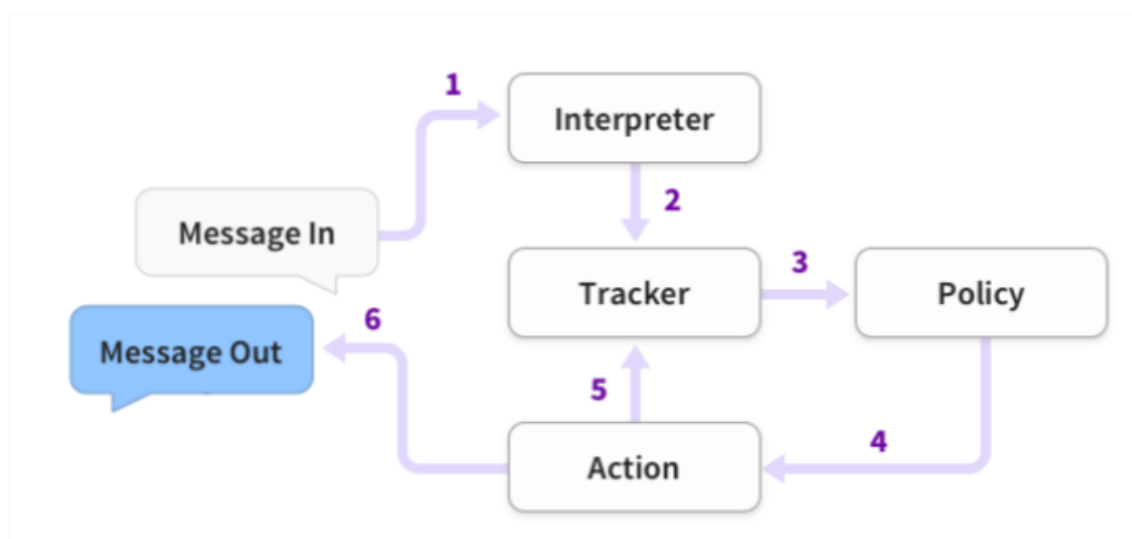 1
Interpreter
2
Message In
3
Tracker
Policy
6
Message Out
5
4
Action